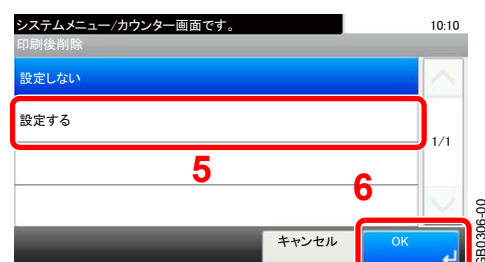 システムメニュー/カウンター画面です。 10:10
印刷後削除
設定しない
設定する
1/1
5
6
キャンセル OK
GB0306-00